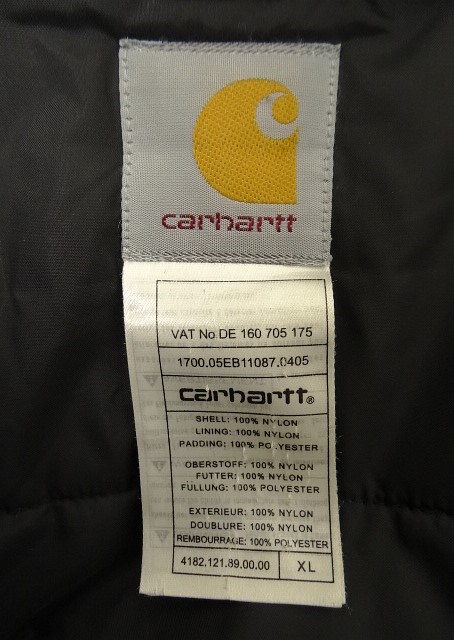 carhartt
VAT No DE 160 705 175
1700.05EB11087.0405
carhartt®
SHELL: 100% NYLON
LINING: 100% NYLON
PADDING: 100% POLYESTER
OBERSTOFF: 100% NYLON
FUTTER: 100% NYLON
FÜLLUNG: 100% POLYESTER
EXTERIEUR: 100% NYLON
DOUBLURE: 100% NYLON
REMBOURRAGE: 100% POLYESTER
4182.121.89.00.00 XL